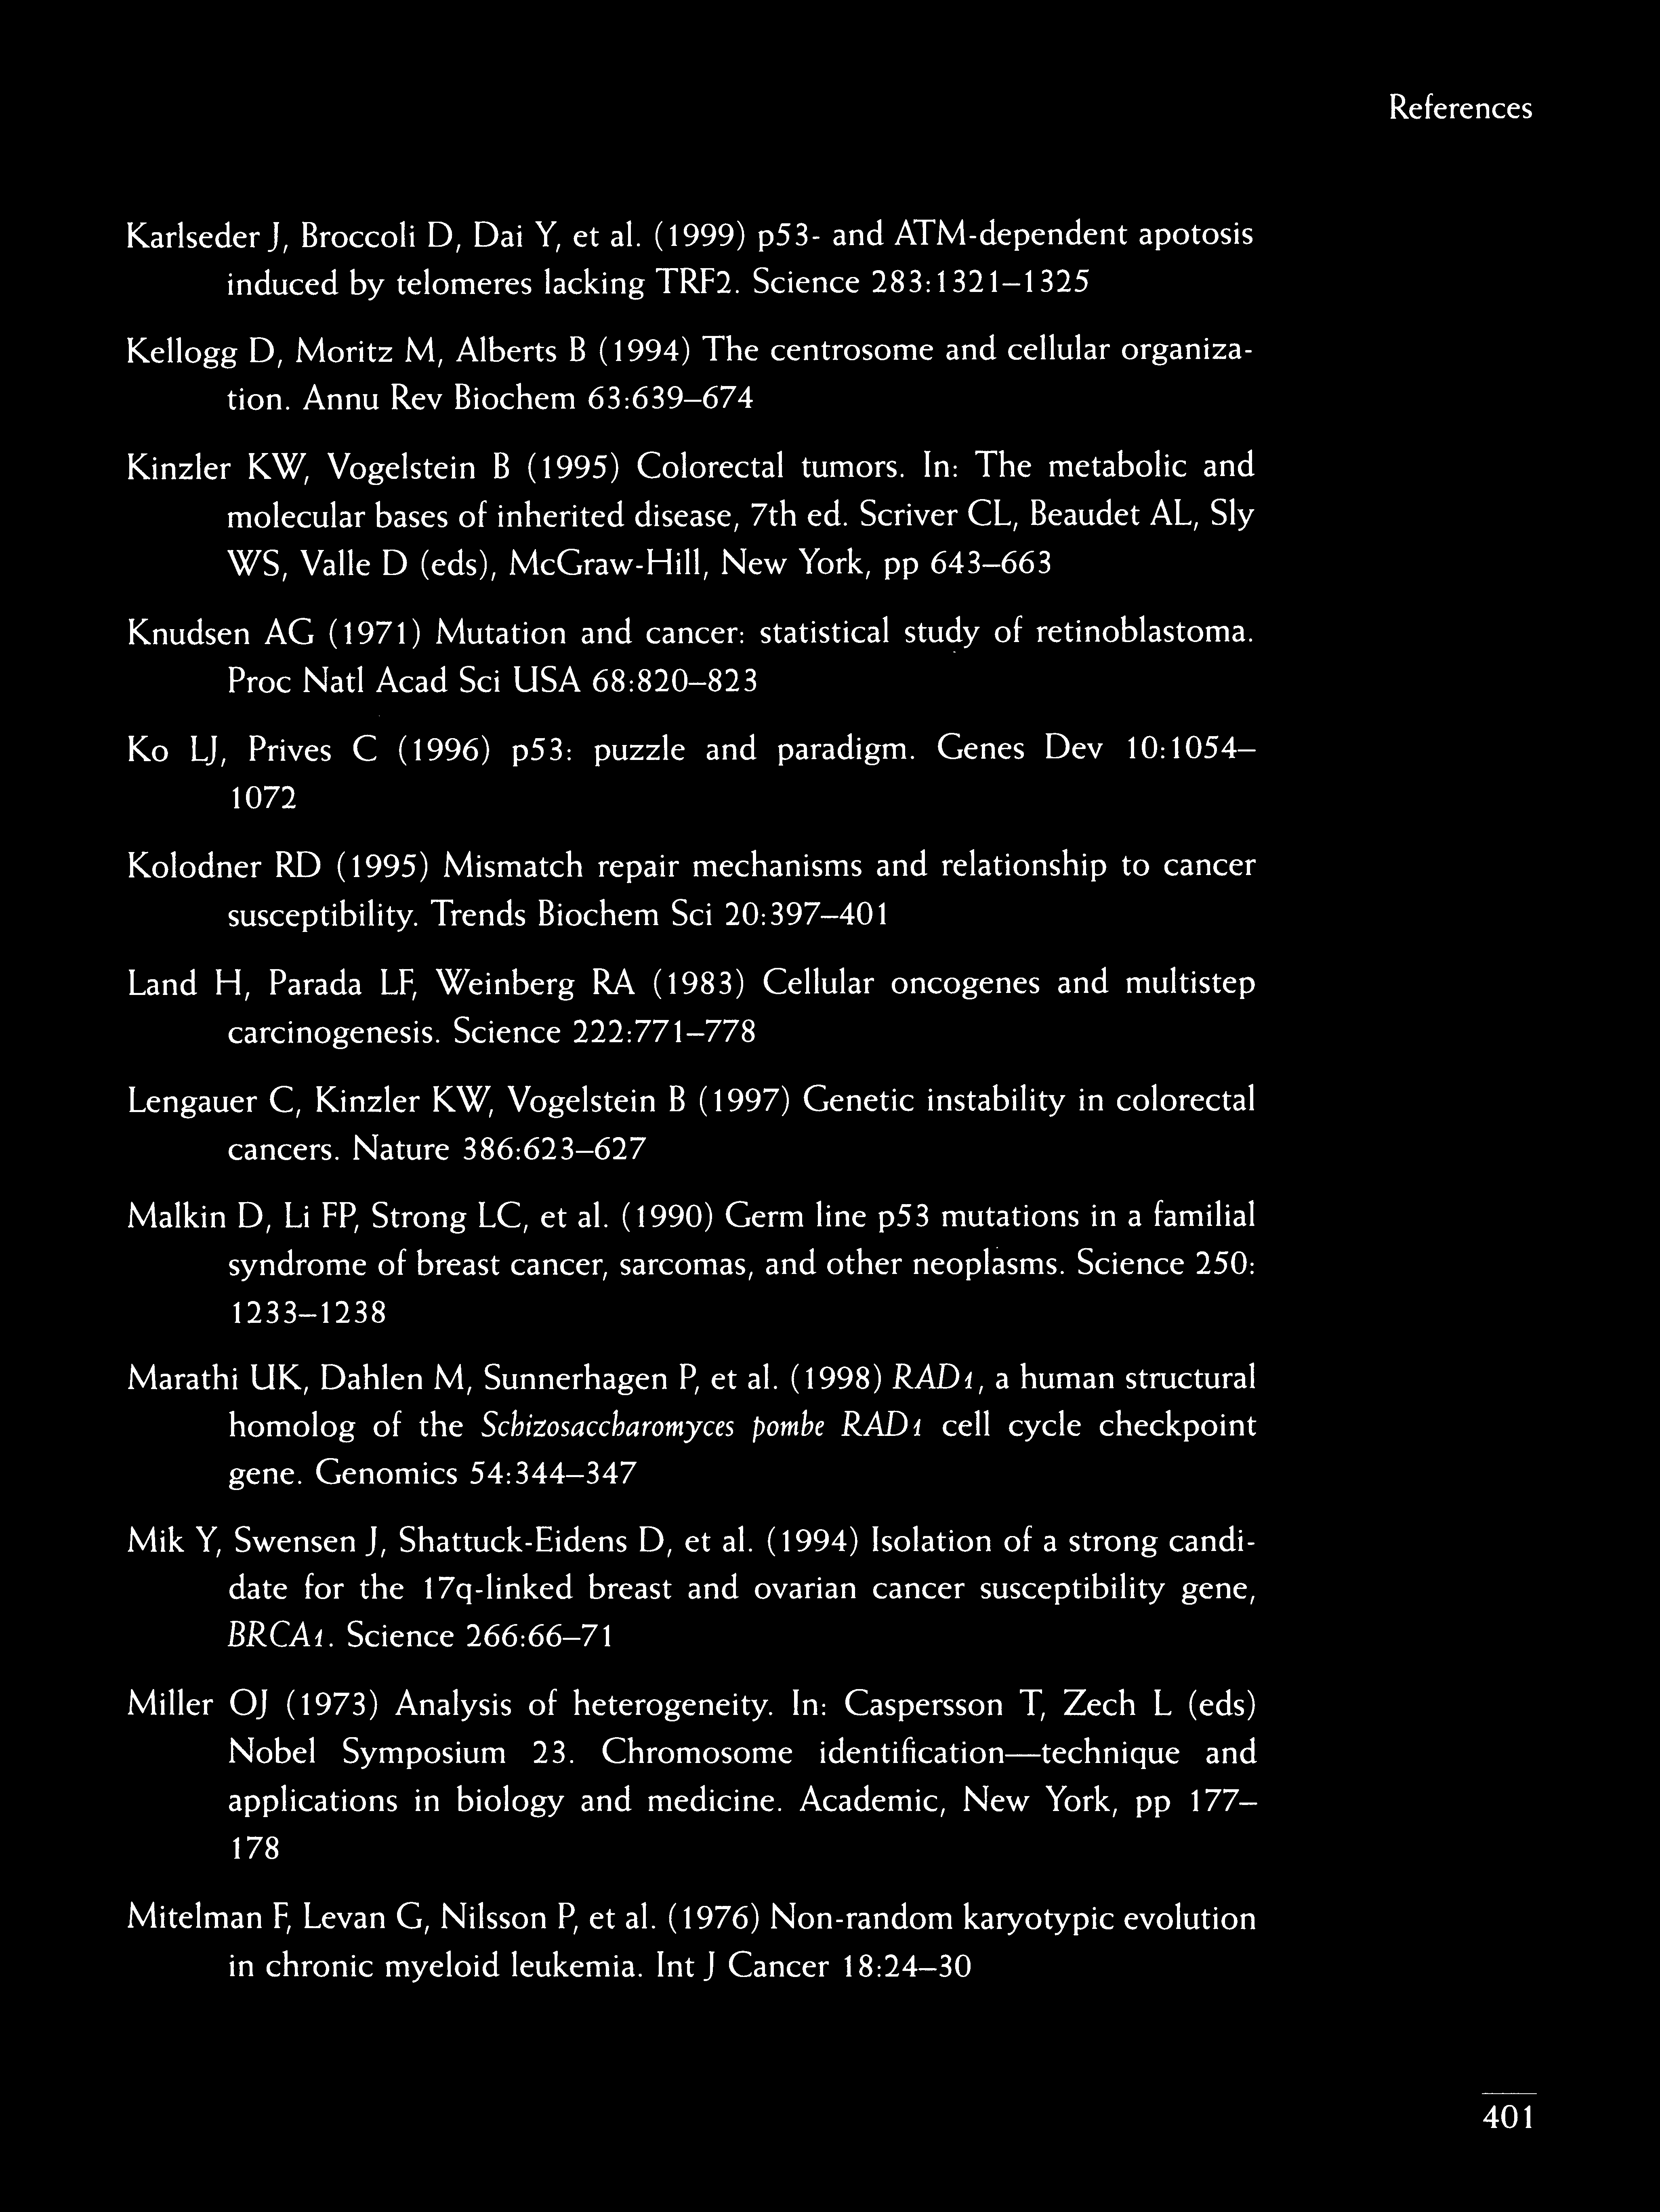 References
Karlseder J, Broccoli D, Dai Y, et al. (1999) p53- and ATM-dependent apotosis
induced by telomeres lacking TRF2. Science 283:1321–1325
Kellogg D, Moritz M, Alberts B (1994) The centrosome and cellular organiza-
tion. Annu Rev Biochem 63:639–674
Kinzler KW, Vogelstein B (1995) Colorectal tumors. In: The metabolic and
molecular bases of inherited disease, 7th ed. Scriver CL, Beaudet AL, Sly
WS, Valle D (eds), McGraw-Hill, New York, pp 643–663
Knudsen AG (1971) Mutation and cancer: statistical study of retinoblastoma.
Proc Natl Acad Sci USA 68:820–823
Ko LJ, Prives C (1996) p53: puzzle and paradigm. Genes Dev 10:1054–
1072
Kolodner RD (1995) Mismatch repair mechanisms and relationship to cancer
susceptibility. Trends Biochem Sci 20:397–401
Land H, Parada LF, Weinberg RA (1983) Cellular oncogenes and multistep
carcinogenesis. Science 222:771–778
Lengauer C, Kinzler KW, Vogelstein B (1997) Genetic instability in colorectal
cancers. Nature 386:623–627
Malkin D, Li FP, Strong LC, et al. (1990) Germ line p53 mutations in a familial
syndrome of breast cancer, sarcomas, and other neoplasms. Science 250:
1233–1238
Marathi UK, Dahlen M, Sunnerhagen P, et al. (1998) RAD1, a human structural
homolog of the Schizosaccharomyces pombe RAD1 cell cycle checkpoint
gene. Genomics 54:344–347
Mik Y, Swensen J, Shattuck-Eidens D, et al. (1994) Isolation of a strong candi-
date for the 17q-linked breast and ovarian cancer susceptibility gene,
BRCA1. Science 266:66–71
Miller OJ (1973) Analysis of heterogeneity. In: Caspersson T, Zech L (eds)
Nobel Symposium 23. Chromosome identification—technique and
applications in biology and medicine. Academic, New York, pp 177–
178
Mitelman F, Levan G, Nilsson P, et al. (1976) Non-random karyotypic evolution
in chronic myeloid leukemia. Int J Cancer 18:24–30
401